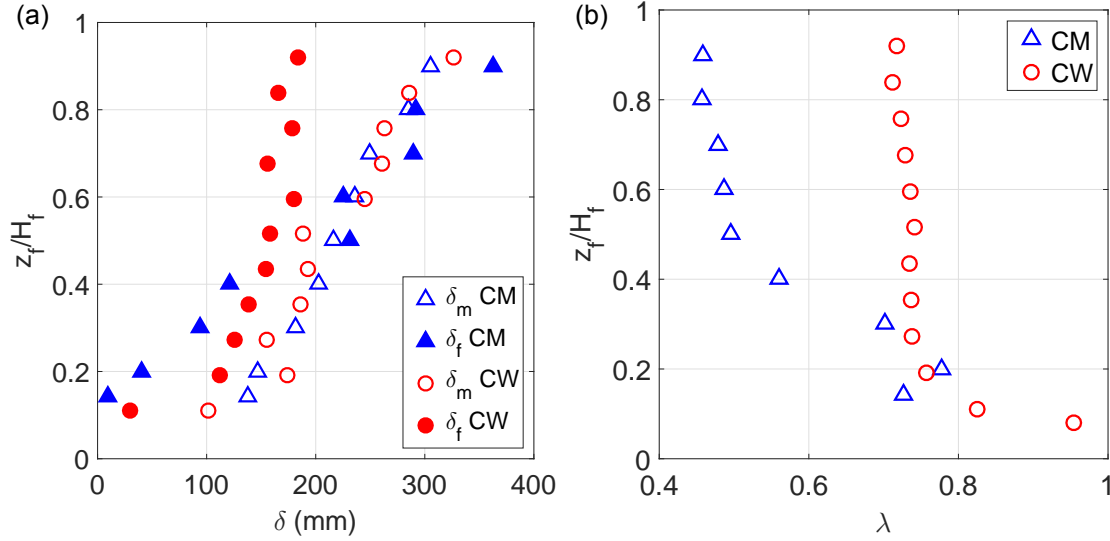 (a)
1
0.8
0.6
0.4
0.2
0
z_f/H_f
0 100 200 300 400
δ (mm)
δ_m CM
δ_f CM
δ_m CW
δ_f CW
(b)
1
0.8
0.6
0.4
0.2
0
z_f/H_f
0.4 0.6 0.8 1
λ
CM
CW